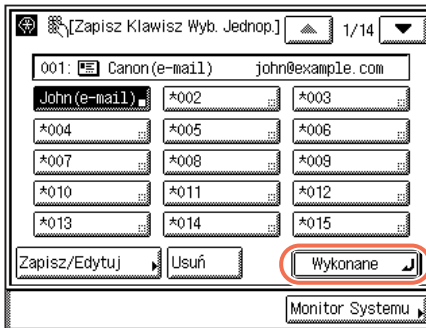 [Zapisz Klawisz Wyb. Jednop.] 1/14
001: Canon(e-mail) john@example.com
John(e-mail) *002 *003
*004 *005 *006
*007 *008 *009
*010 *011 *012
*013 *014 *015
Zapisz/Edytuj Usuń Wykonane
Monitor Systemu